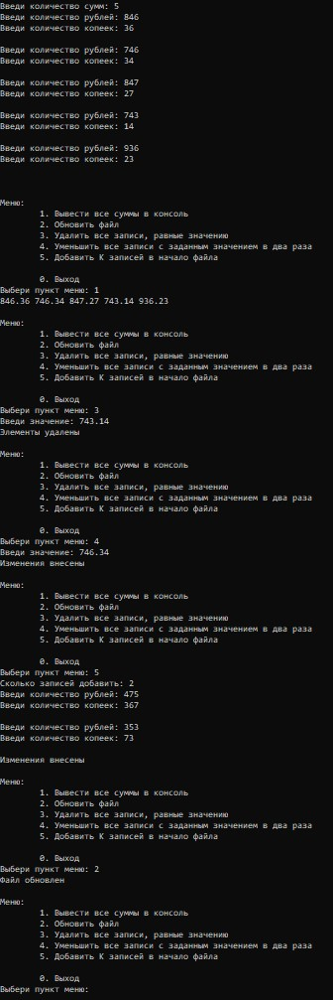 Введи количество сумм: 5
Введи количество рублей: 846
Введи количество копеек: 36
Введи количество рублей: 746
Введи количество копеек: 34
Введи количество рублей: 847
Введи количество копеек: 27
Введи количество рублей: 743
Введи количество копеек: 14
Введи количество рублей: 936
Введи количество копеек: 23
Меню:
1. Вывести все суммы в консоль
2. Обновить файл
3. Удалить все записи, равные значению
4. Уменьшить все записи с заданным значением в два раза
5. Добавить К записей в начало файла
0. Выход
Выбери пункт меню: 1
846.36 746.34 847.27 743.14 936.23
Меню:
1. Вывести все суммы в консоль
2. Обновить файл
3. Удалить все записи, равные значению
4. Уменьшить все записи с заданным значением в два раза
5. Добавить К записей в начало файла
0. Выход
Выбери пункт меню: 3
Введи значение: 743.14
Элементы удалены
Меню:
1. Вывести все суммы в консоль
2. Обновить файл
3. Удалить все записи, равные значению
4. Уменьшить все записи с заданным значением в два раза
5. Добавить К записей в начало файла
0. Выход
Выбери пункт меню: 4
Введи значение: 746.34
Изменения внесены
Меню:
1. Вывести все суммы в консоль
2. Обновить файл
3. Удалить все записи, равные значению
4. Уменьшить все записи с заданным значением в два раза
5. Добавить К записей в начало файла
0. Выход
Выбери пункт меню: 5
Сколько записей добавить: 2
Введи количество рублей: 475
Введи количество копеек: 367
Введи количество рублей: 353
Введи количество копеек: 73
Изменения внесены
Меню:
1. Вывести все суммы в консоль
2. Обновить файл
3. Удалить все записи, равные значению
4. Уменьшить все записи с заданным значением в два раза
5. Добавить К записей в начало файла
0. Выход
Выбери пункт меню: 2
Файл обновлен
Меню:
1. Вывести все суммы в консоль
2. Обновить файл
3. Удалить все записи, равные значению
4. Уменьшить все записи с заданным значением в два раза
5. Добавить К записей в начало файла
0. Выход
Выбери пункт меню: